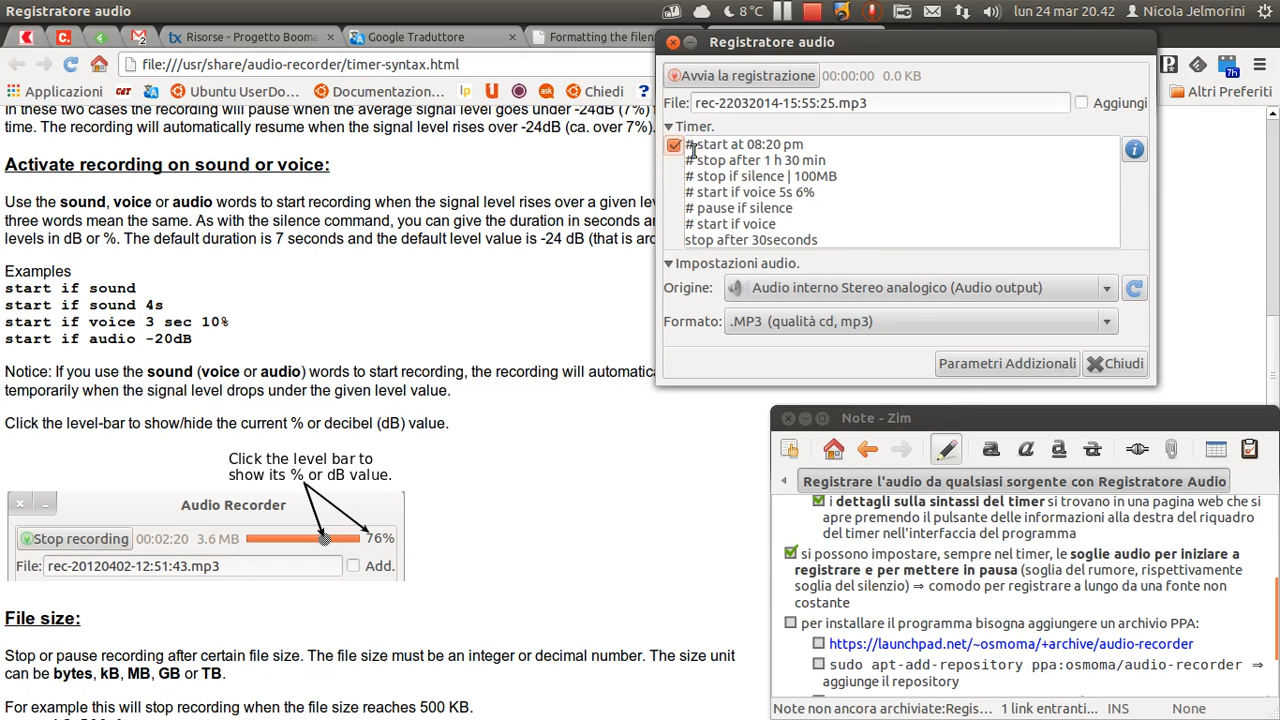 Registratore audio
8 °C
lun 24 mar 20.42
Nicola Jelmorini
Risorse - Progetto Booma
Google Traduttore
Formatting the filen
file:///usr/share/audio-recorder/timer-syntax.html
7h
Applicazioni
CAT
Ubuntu UserDo...
Documentazion...
lp
Chiedi
Altri Preferiti
In these two cases the recording will pause when the average signal level goes under -24dB (7%)
time. The recording will automatically resume when the signal level rises over -24dB (ca. over 7%).
Activate recording on sound or voice:
Use the sound, voice or audio words to start recording when the signal level rises over a given le
three words mean the same. As with the silence command, you can give the duration in seconds a
levels in dB or %. The default duration is 7 seconds and the default level value is -24 dB (that is ar
Examples
start if sound
start if sound 4s
start if voice 3 sec 10%
start if audio -20dB
Notice: If you use the sound (voice or audio) words to start recording, the recording will automatica
temporarily when the signal level drops under the given level value.
Click the level-bar to show/hide the current % or decibel (dB) value.
Click the level bar to
show its % or dB value.
Audio Recorder
Stop recording 00:02:20 3.6 MB 76%
File: rec-20120402-12:51:43.mp3 Add.
File size:
Stop or pause recording after certain file size. The file size must be an integer or decimal number. The size unit
can be bytes, kB, MB, GB or TB.
For example this will stop recording when the file size reaches 500 KB.
Registratore audio
Avvia la registrazione 00:00:00 0.0 KB
File: rec-22032014-15:55:25.mp3 Aggiungi
Timer.
# start at 08:20 pm
# stop after 1 h 30 min
# stop if silence | 100MB
# start if voice 5s 6%
# pause if silence
# start if voice
stop after 30seconds
Impostazioni audio.
Origine: Audio interno Stereo analogico (Audio output)
Formato: .MP3 (qualità cd, mp3)
Parametri Addizionali
Chiudi
Note - Zim
Registrare l'audio da qualsiasi sorgente con Registratore Audio
i dettagli sulla sintassi del timer si trovano in una pagina web che si
apre premendo il pulsante delle informazioni alla destra del riquadro
del timer nell'interfaccia del programma
si possono impostare, sempre nel timer, le soglie audio per iniziare a
registrare e per mettere in pausa (soglia del rumore, rispettivamente
soglia del silenzio) ⇒ comodo per registrare a lungo da una fonte non
costante
per installare il programma bisogna aggiungere un archivio PPA:
https://launchpad.net/~osmoma/+archive/audio-recorder
sudo apt-add-repository ppa:osmoma/audio-recorder ⇒
aggiunge il repository
Note non ancora archiviate:Regis...
1 link entranti...
INS
None